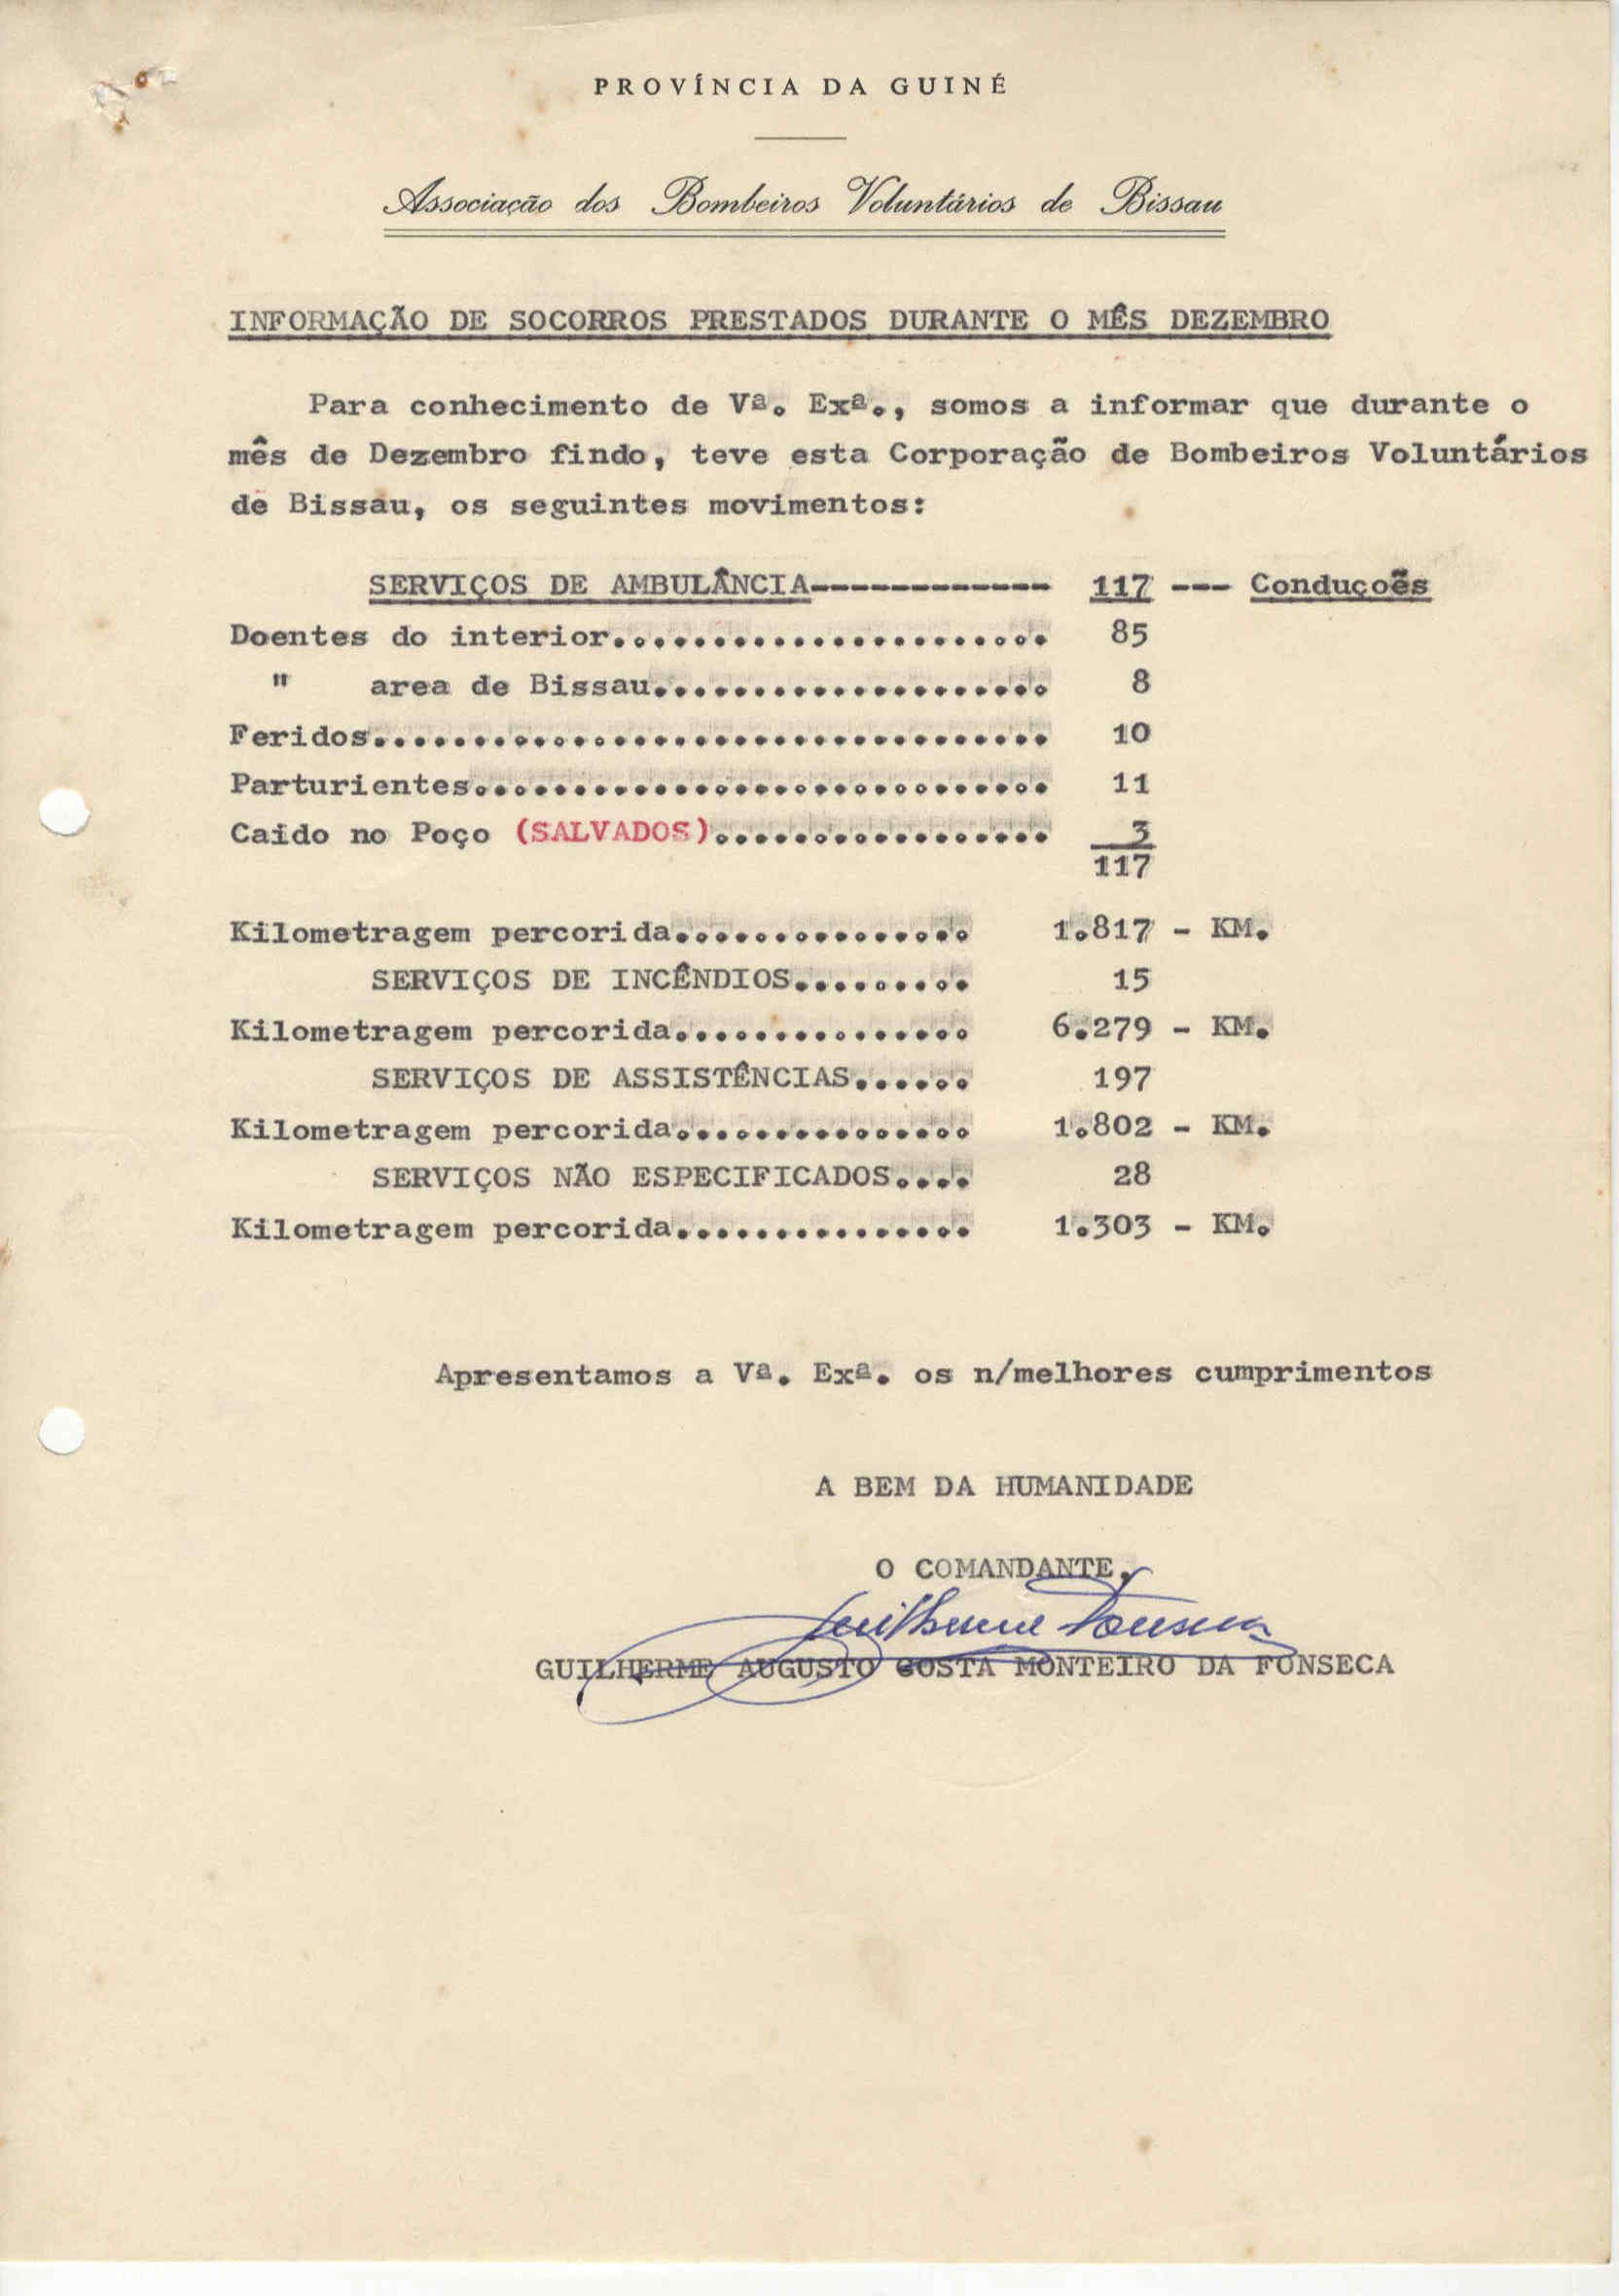 PROVÍNCIA DA GUINÉ
Associação dos Bombeiros Voluntários de Bissau
INFORMAÇÃO DE SOCORROS PRESTADOS DURANTE O MÊS DEZEMBRO
Para conhecimento de Vª. Exª., somos a informar que durante o
mês de Dezembro findo, teve esta Corporação de Bombeiros Voluntários
de Bissau, os seguintes movimentos:
SERVIÇOS DE AMBULÂNCIA------------ 117 --- Conduçoẽs
Doentes do interior...................... 85
" area de Bissau.................... 8
Feridos.................................. 10
Parturientes............................. 11
Caido no Poço (SALVADOS)................. 3
117
Kilometragem percorida............... 1.817 - KM.
SERVIÇOS DE INCÊNDIOS......... 15
Kilometragem percorida............... 6.279 - KM.
SERVIÇOS DE ASSISTÊNCIAS...... 197
Kilometragem percorida............... 1.802 - KM.
SERVIÇOS NÃO ESPECIFICADOS.... 28
Kilometragem percorida............... 1.303 - KM.
Apresentamos a Vª. Exª. os n/melhores cumprimentos
A BEM DA HUMANIDADE
O COMANDANTE,
Guilherme Fonseca
GUILHERME AUGUSTO COSTA MONTEIRO DA FONSECA